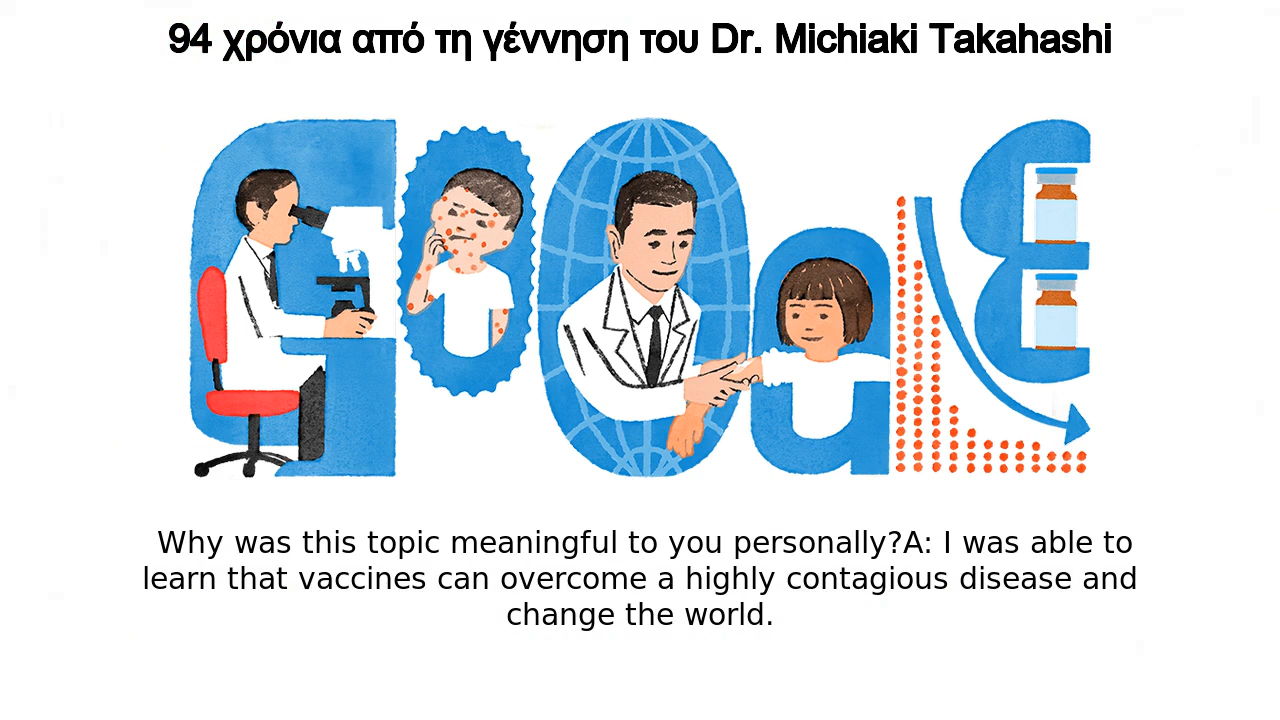 94 χρόνια από τη γέννηση του Dr. Michiaki Takahashi
Google
Why was this topic meaningful to you personally?A: I was able to
learn that vaccines can overcome a highly contagious disease and
change the world.